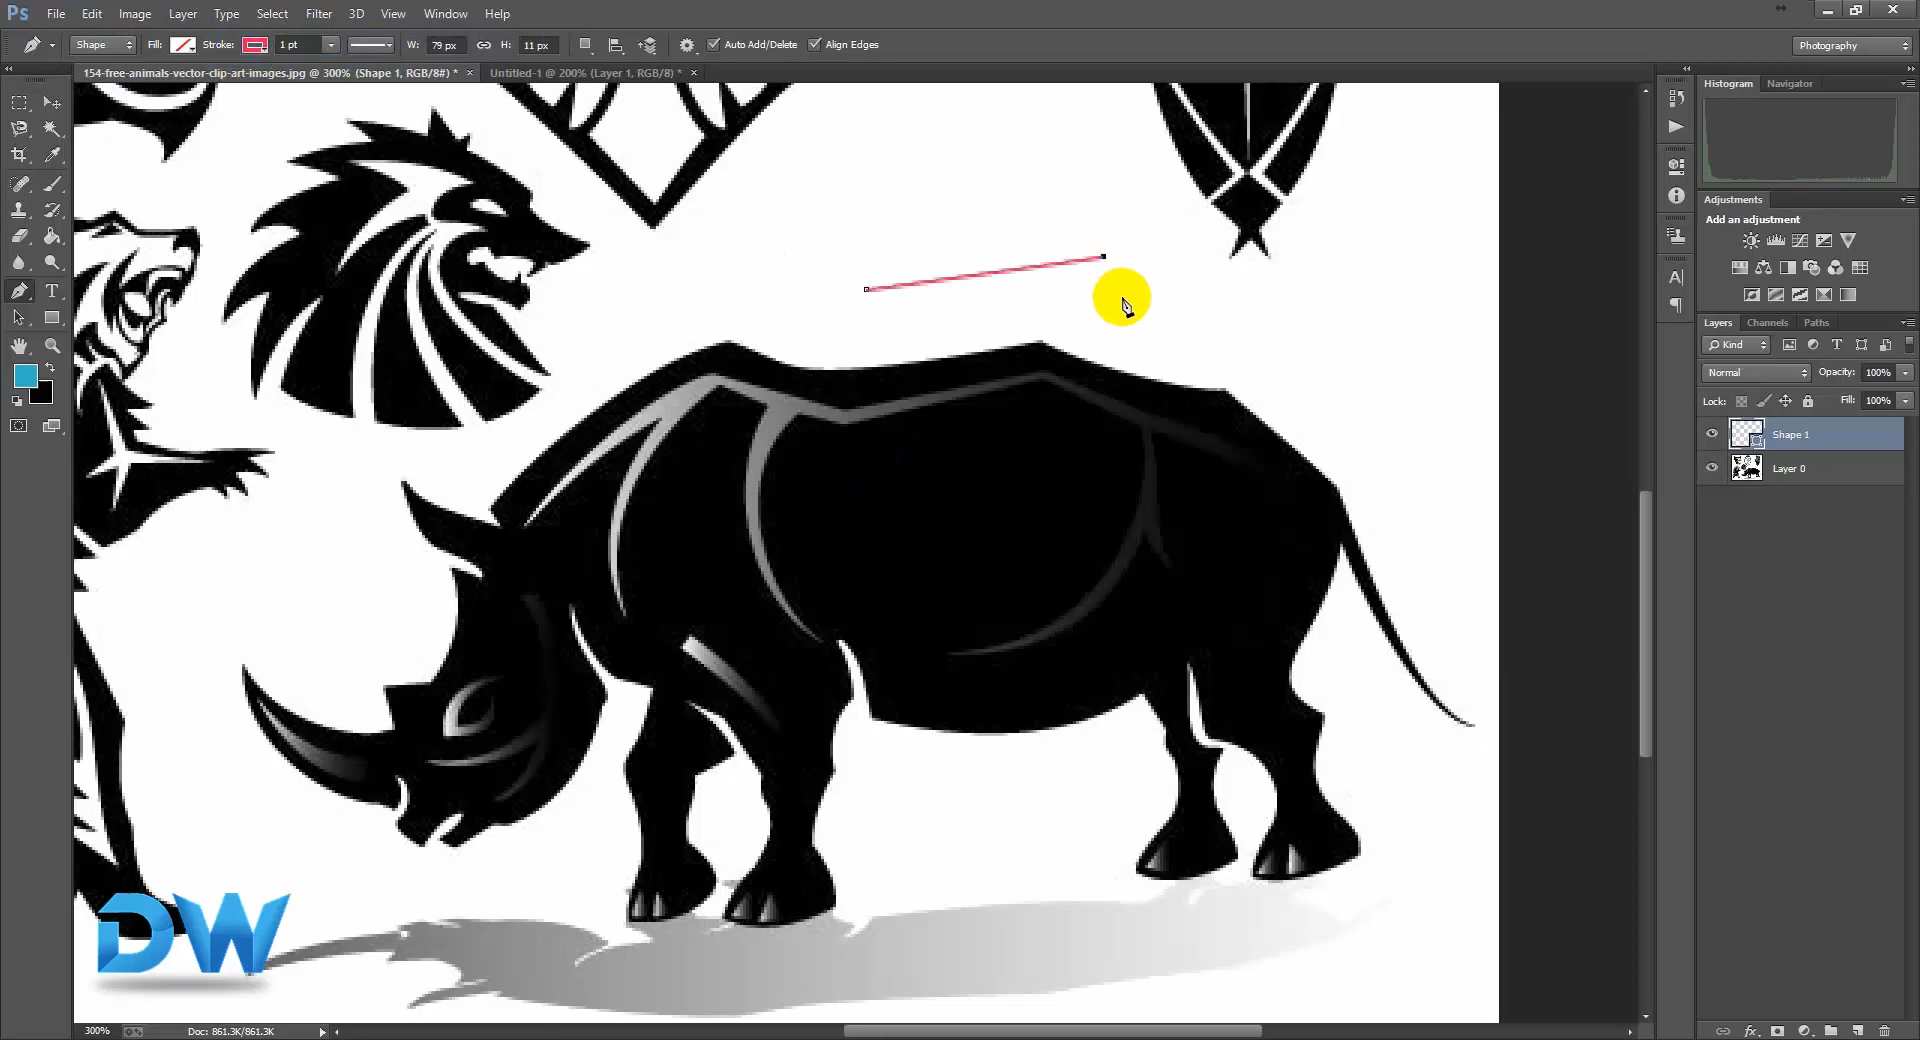 Ps File Edit Image Layer Type Select Filter 3D View Window Help
Shape Fill: Stroke: 1 pt W: 79 px H: 11 px Auto Add/Delete Align Edges Photography
154-free-animals-vector-clip-art-images.jpg @ 300% (Shape 1, RGB/8#) * × Untitled-1 @ 200% (Layer 1, RGB/8) * ×
Histogram Navigator
Adjustments
Add an adjustment
Layers Channels Paths
Kind
Normal Opacity: 100%
Lock: Fill: 100%
Shape 1
Layer 0
DW
300% Doc: 861.3K/861.3K